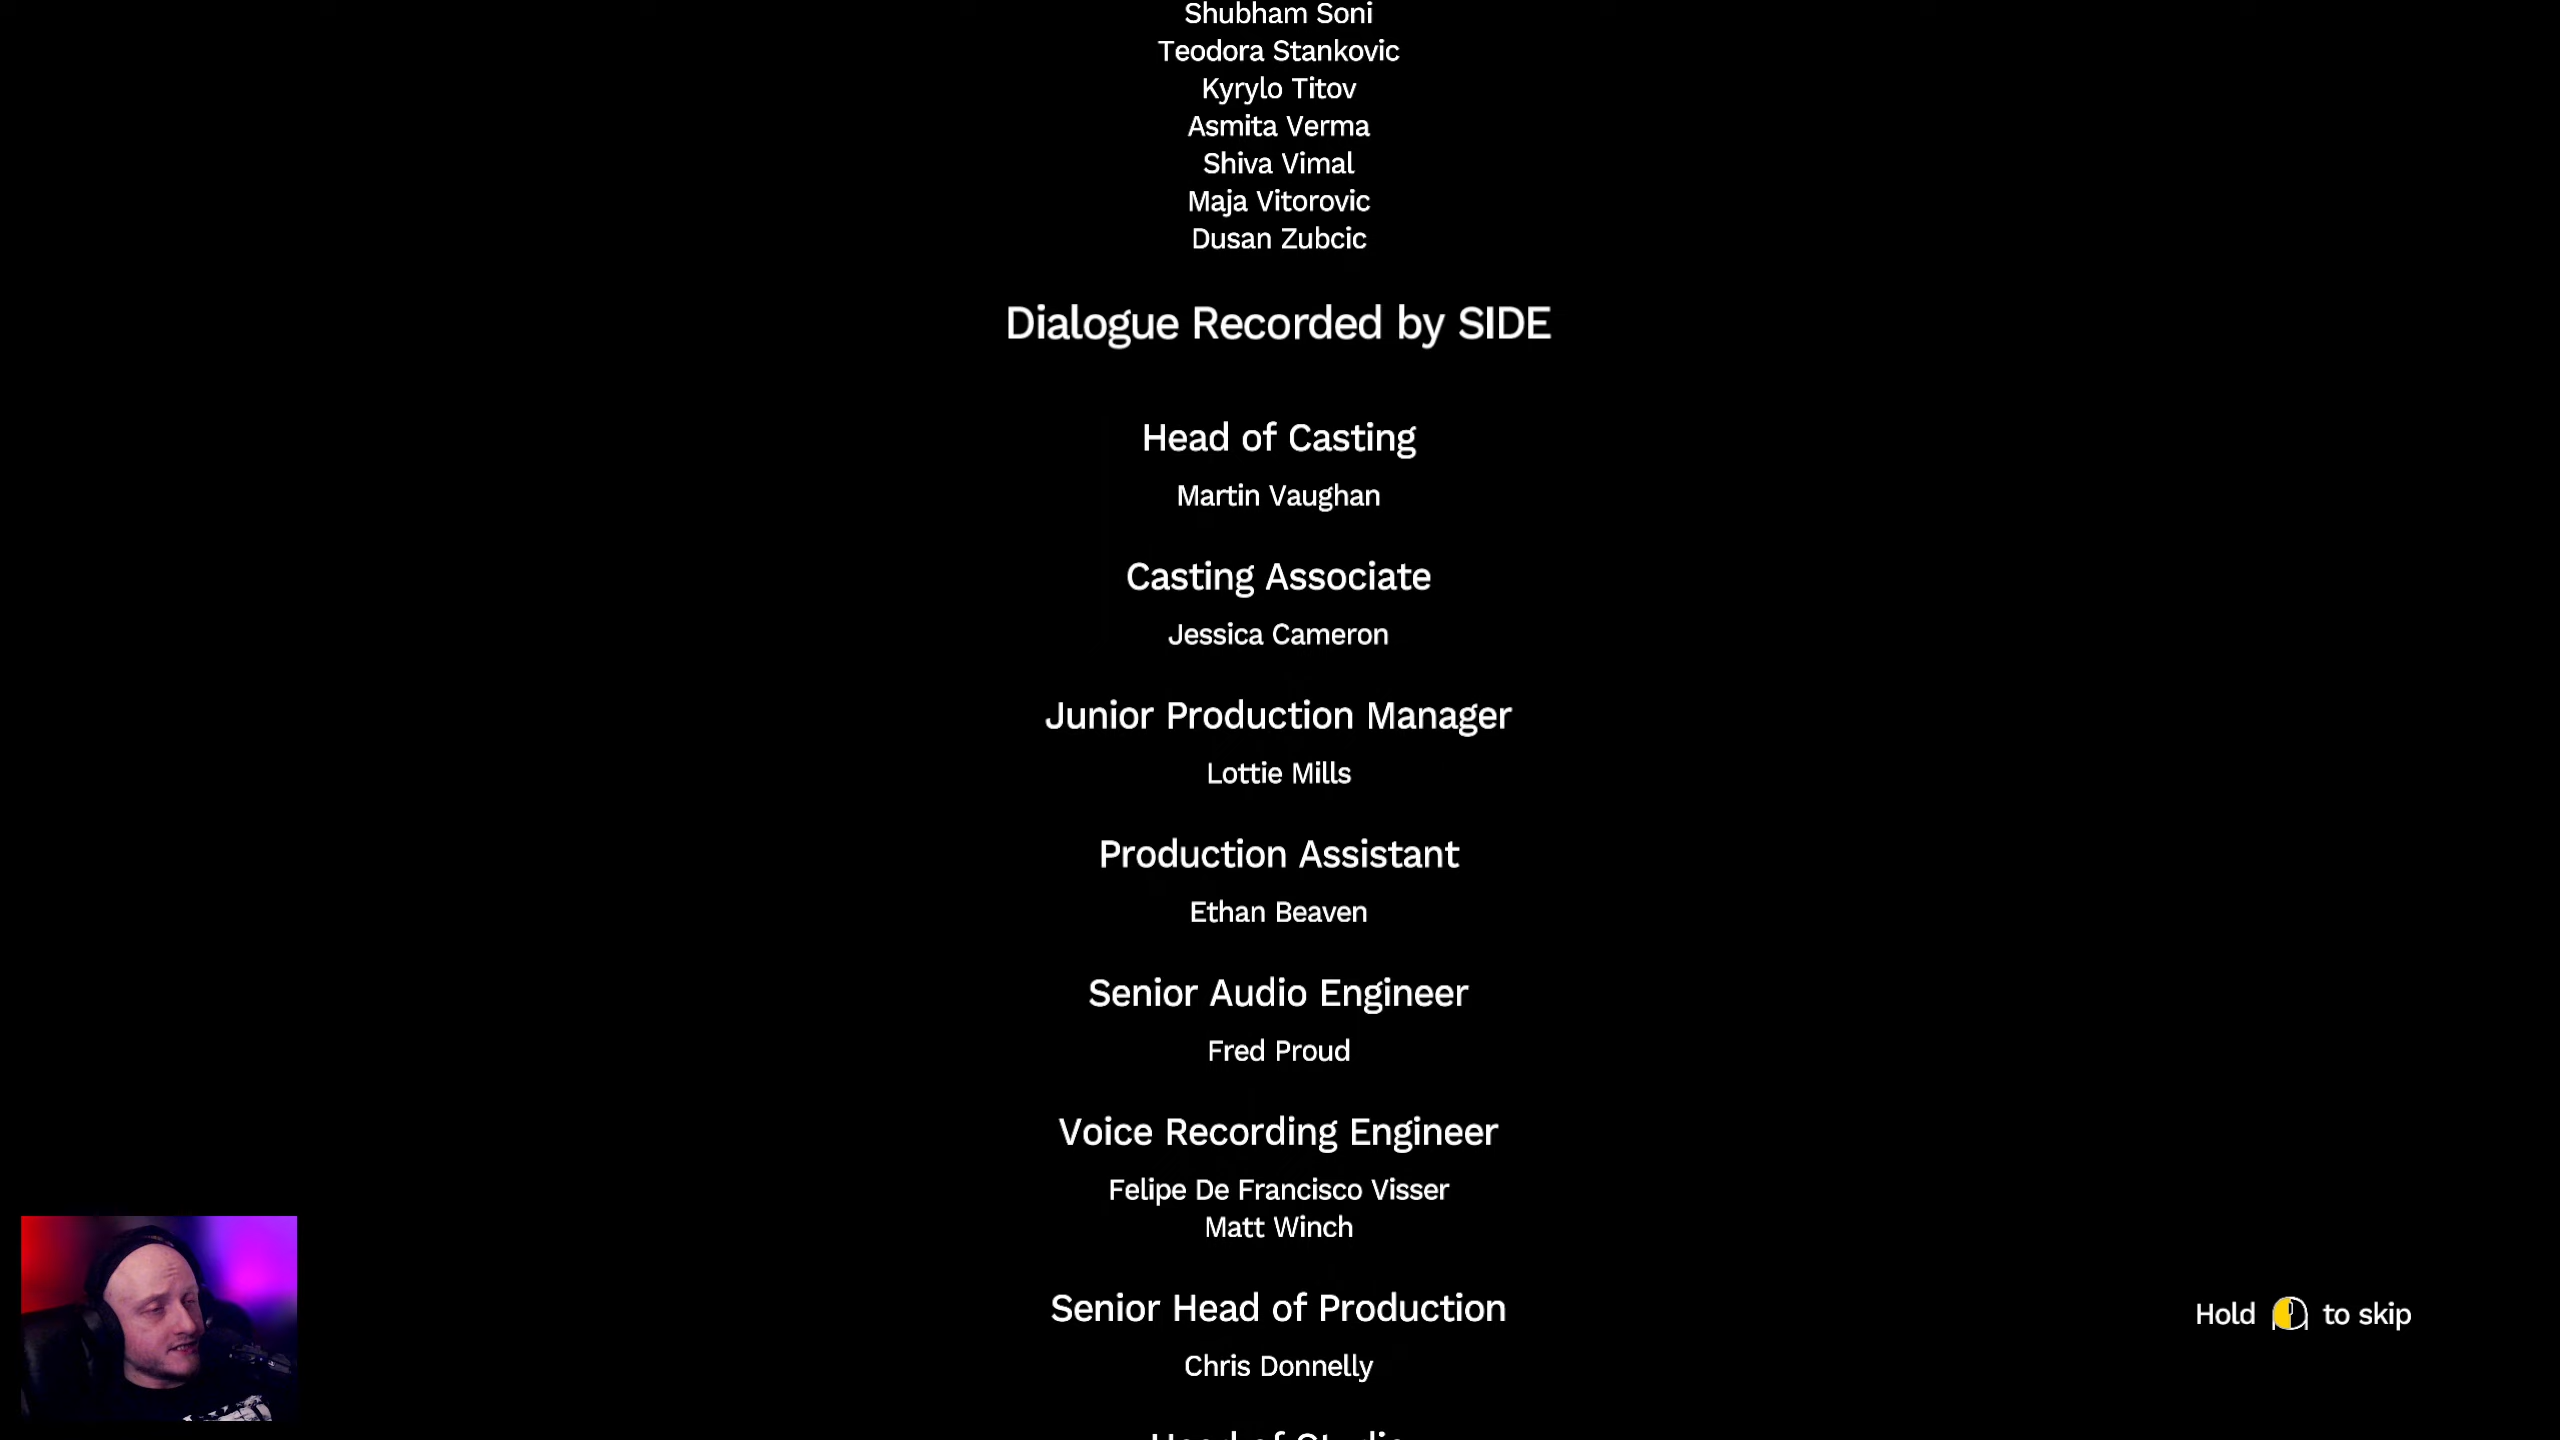 Shubham Soni
Teodora Stankovic
Kyrylo Titov
Asmita Verma
Shiva Vimal
Maja Vitorovic
Dusan Zubcic
Dialogue Recorded by SIDE
Head of Casting
Martin Vaughan
Casting Associate
Jessica Cameron
Junior Production Manager
Lottie Mills
Production Assistant
Ethan Beaven
Senior Audio Engineer
Fred Proud
Voice Recording Engineer
Felipe De Francisco Visser
Matt Winch
Senior Head of Production
Hold to skip
Chris Donnelly
Head of Studio